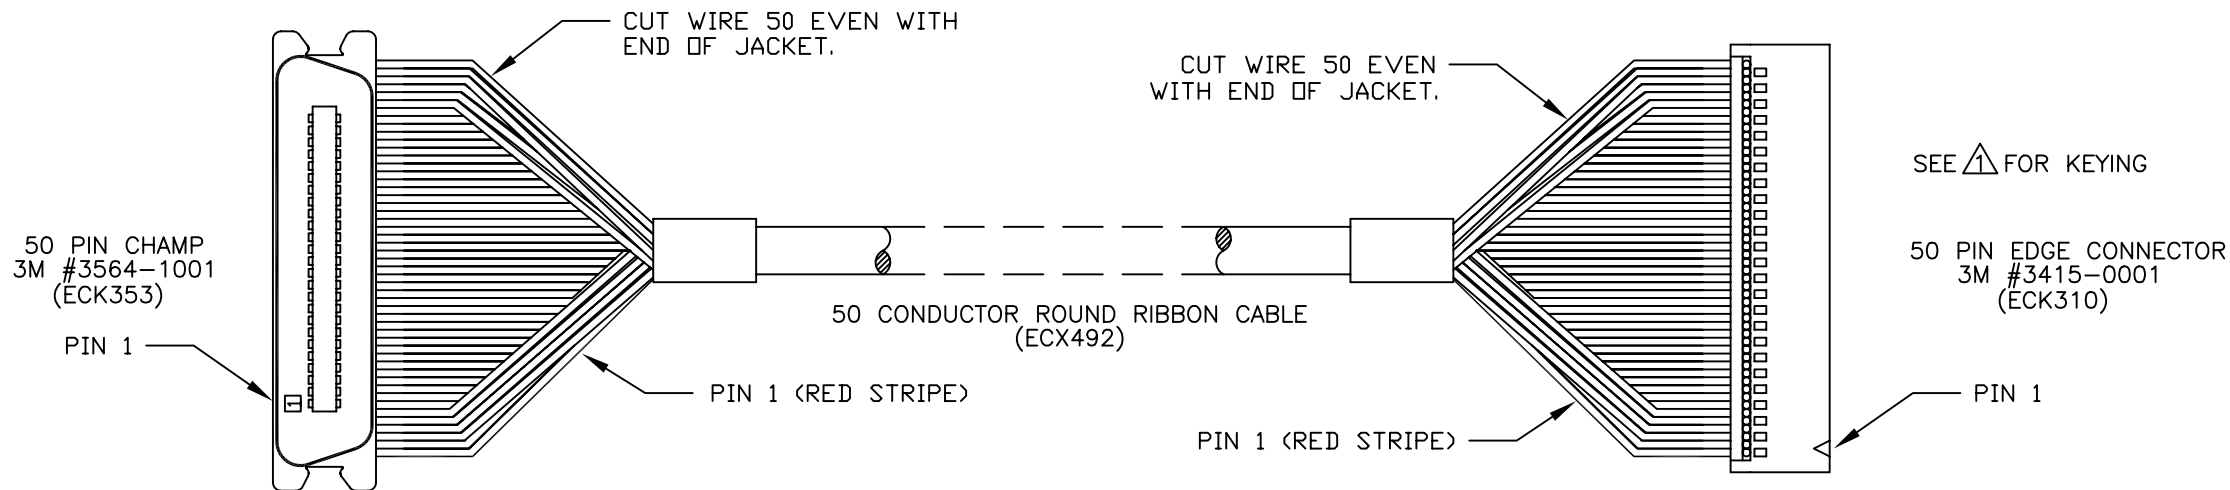 CUT WIRE 50 EVEN WITH
END OF JACKET.
CUT WIRE 50 EVEN
WITH END OF JACKET.
SEE 1 FOR KEYING
50 PIN CHAMP
3M #3564-1001
(ECK353)
PIN 1
1
50 CONDUCTOR ROUND RIBBON CABLE
(ECX492)
PIN 1 (RED STRIPE)
PIN 1 (RED STRIPE)
50 PIN EDGE CONNECTOR
3M #3415-0001
(ECK310)
PIN 1